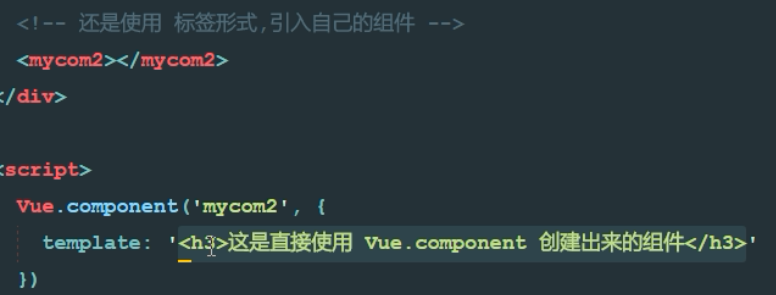 <!-- 还是使用 标签形式,引入自己的组件 -->
<mycom2></mycom2>
</div>
<script>
Vue.component('mycom2', {
template: '<h3>这是直接使用 Vue.component 创建出来的组件</h3>'
})